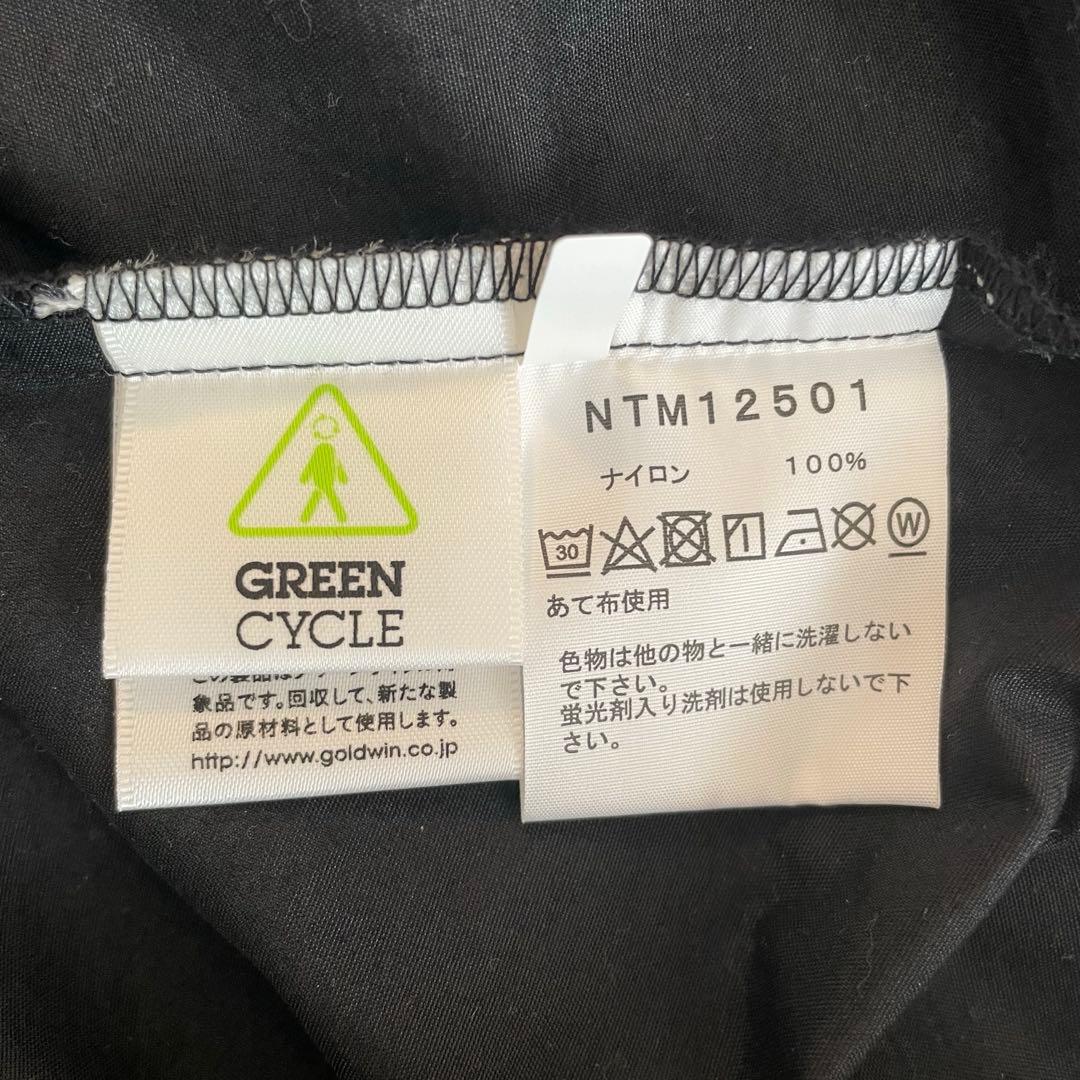 GREEN
CYCLE
象品です。回収して、新たな製
品の原材料として使用します。
http://www.goldwin.co.jp
NTM12501
ナイロン 100%
30
W
あて布使用
色物は他の物と一緒に洗濯しない
で下さい。
蛍光剤入り洗剤は使用しないで下
さい。